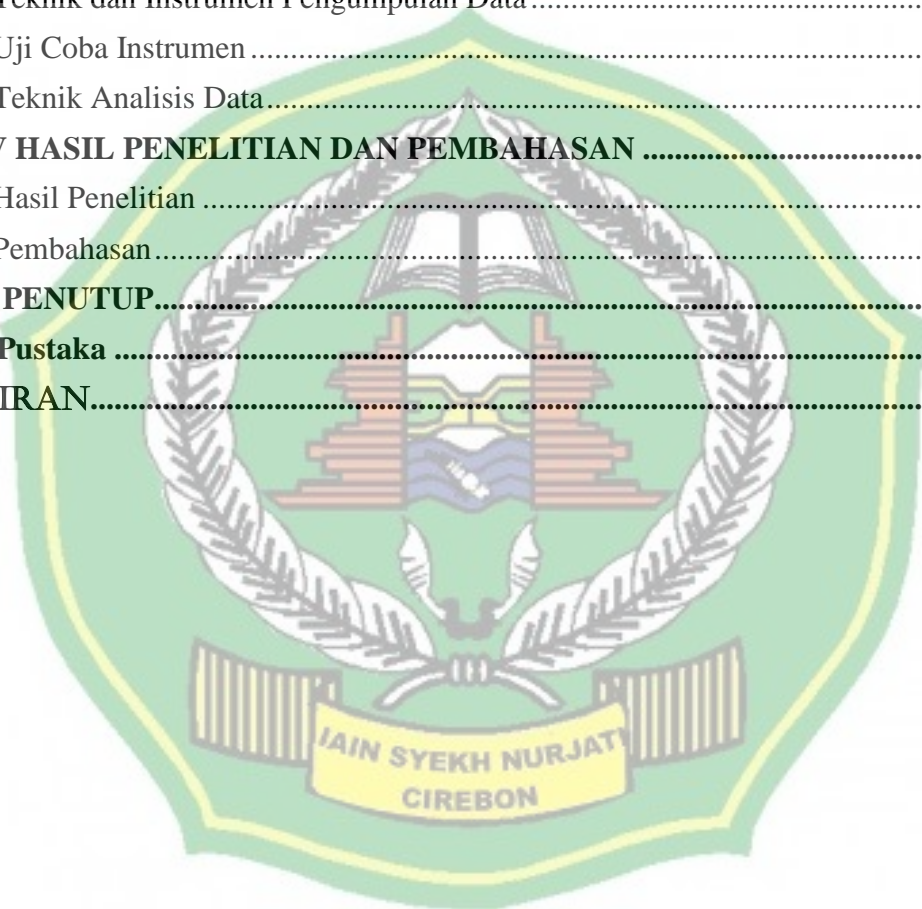 Teknik dan Instrumen Pengumpulan Data................................................
Uji Coba Instrumen................................................................................
Teknik Analisis Data...............................................................................
HASIL PENELITIAN DAN PEMBAHASAN ....................................
Hasil Penelitian ......................................................................................
Pembahasan............................................................................................
PENUTUP..............................................................................................
Pustaka ..................................................................................................
IRAN......................................................................................................
IAIN SYEKH NURJATI
CIREBON